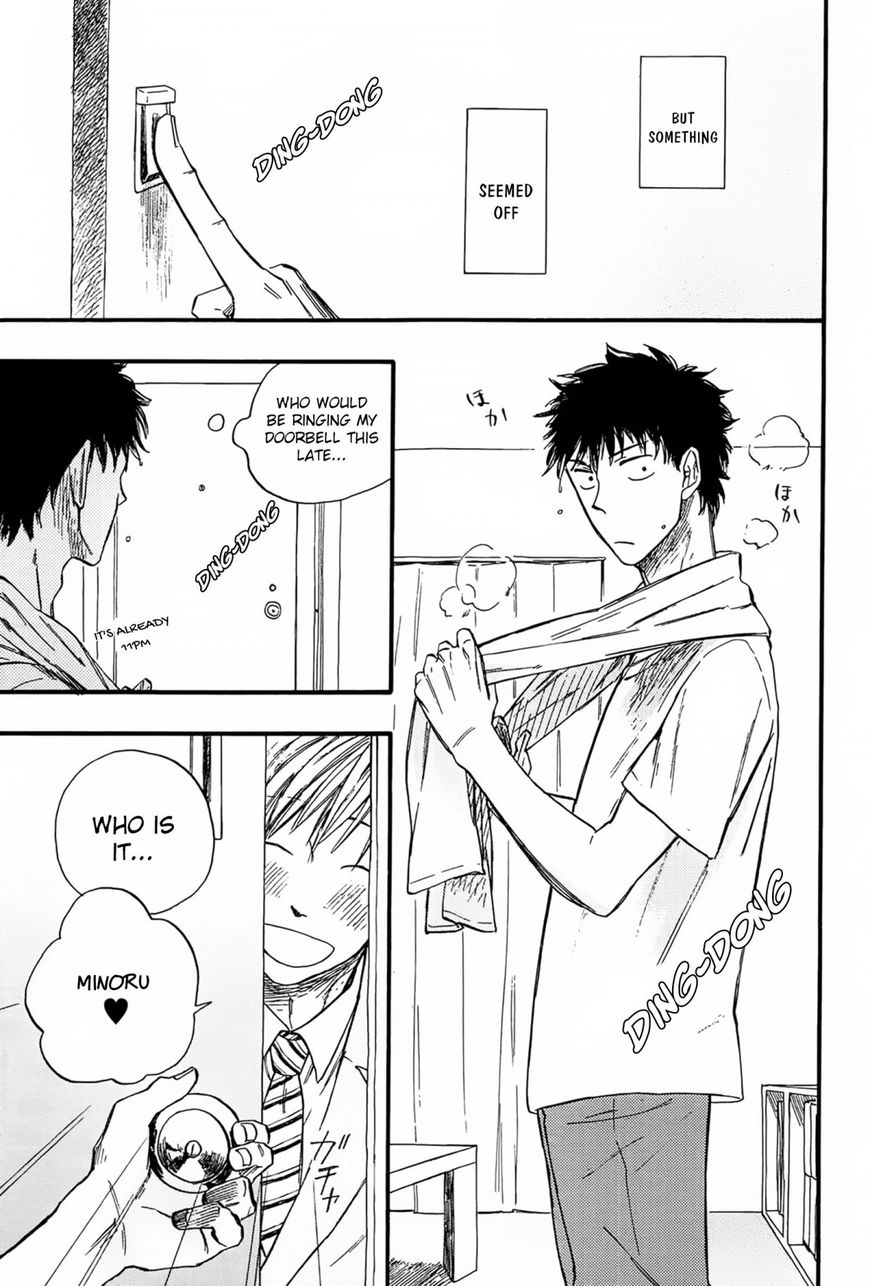 BUT
SOMETHING
SEEMED
OFF
DING-DONG
ほか
ほか
DING-DONG
WHO WOULD
BE RINGING MY
DOORBELL THIS
LATE...
DING-DONG
IT'S ALREADY
11PM
WHO IS
IT...
MINORU
♥
ガチャ